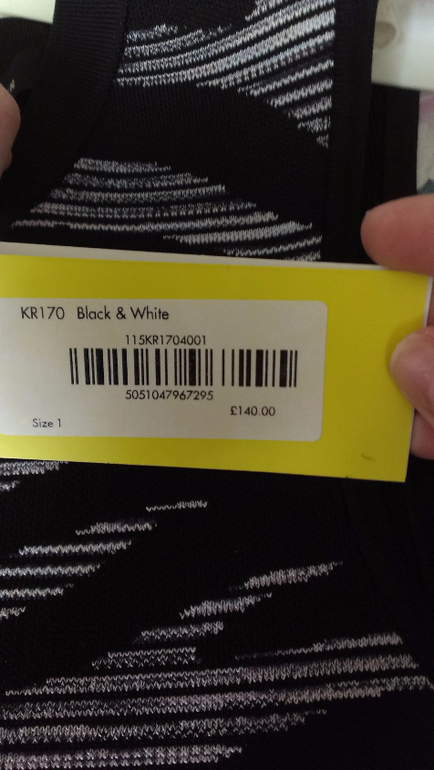 KR170 Black & White
115KR1704001
5051047967295
£140.00
Size 1